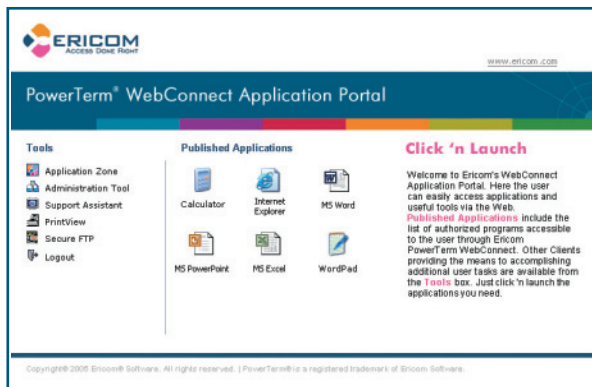 ERICOM
ACCESS DONE RIGHT
www.ericom.com
PowerTerm® WebConnect Application Portal
Tools
Application Zone
Administration Tool
Support Assistant
PrintView
Secure FTP
Logout
Published Applications
Calculator
Internet
Explorer
MS Word
MS PowerPoint
MS Excel
WordPad
Click 'n Launch
Welcome to Ericom's WebConnect
Application Portal. Here the user
can easily access applications and
useful tools via the Web.
Published Applications include the
list of authorized programs accessible
to the user through Ericom
PowerTerm WebConnect. Other Clients
providing the means to accomplishing
additional user tasks are available from
the Tools box. Just click 'n launch the
applications you need.
Copyright© 2005 Ericom® Software. All rights reserved. | PowerTerm® is a registered trademark of Ericom Software.